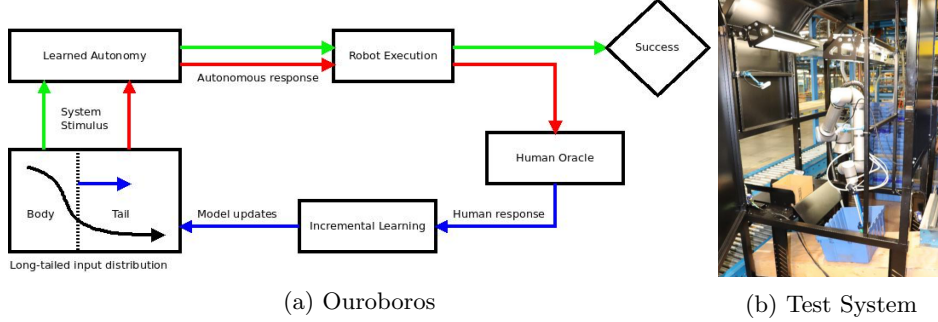 Learned Autonomy
Robot Execution
Success
Autonomous response
System
Stimulus
Human Oracle
Body
Tail
Model updates
Incremental Learning
Human response
Long-tailed input distribution
(a) Ouroboros
(b) Test System